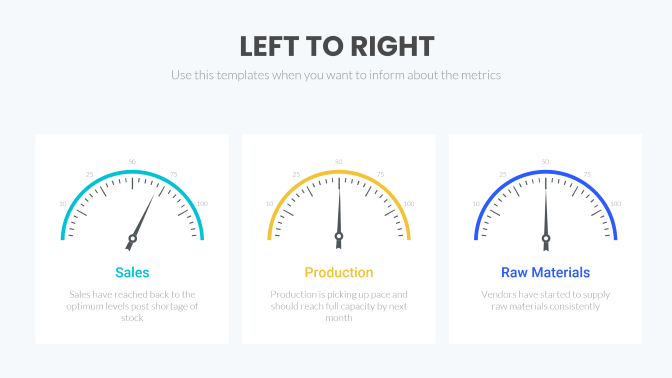 LEFT TO RIGHT
Use this templates when you want to inform about the metrics
10 25 50 75 100
10 25 50 75 100
10 25 50 75 100
Sales
Sales have reached back to the
optimum levels post shortage of
stock
Production
Production is picking up pace and
should reach full capacity by next
month
Raw Materials
Vendors have started to supply
raw materials consistently